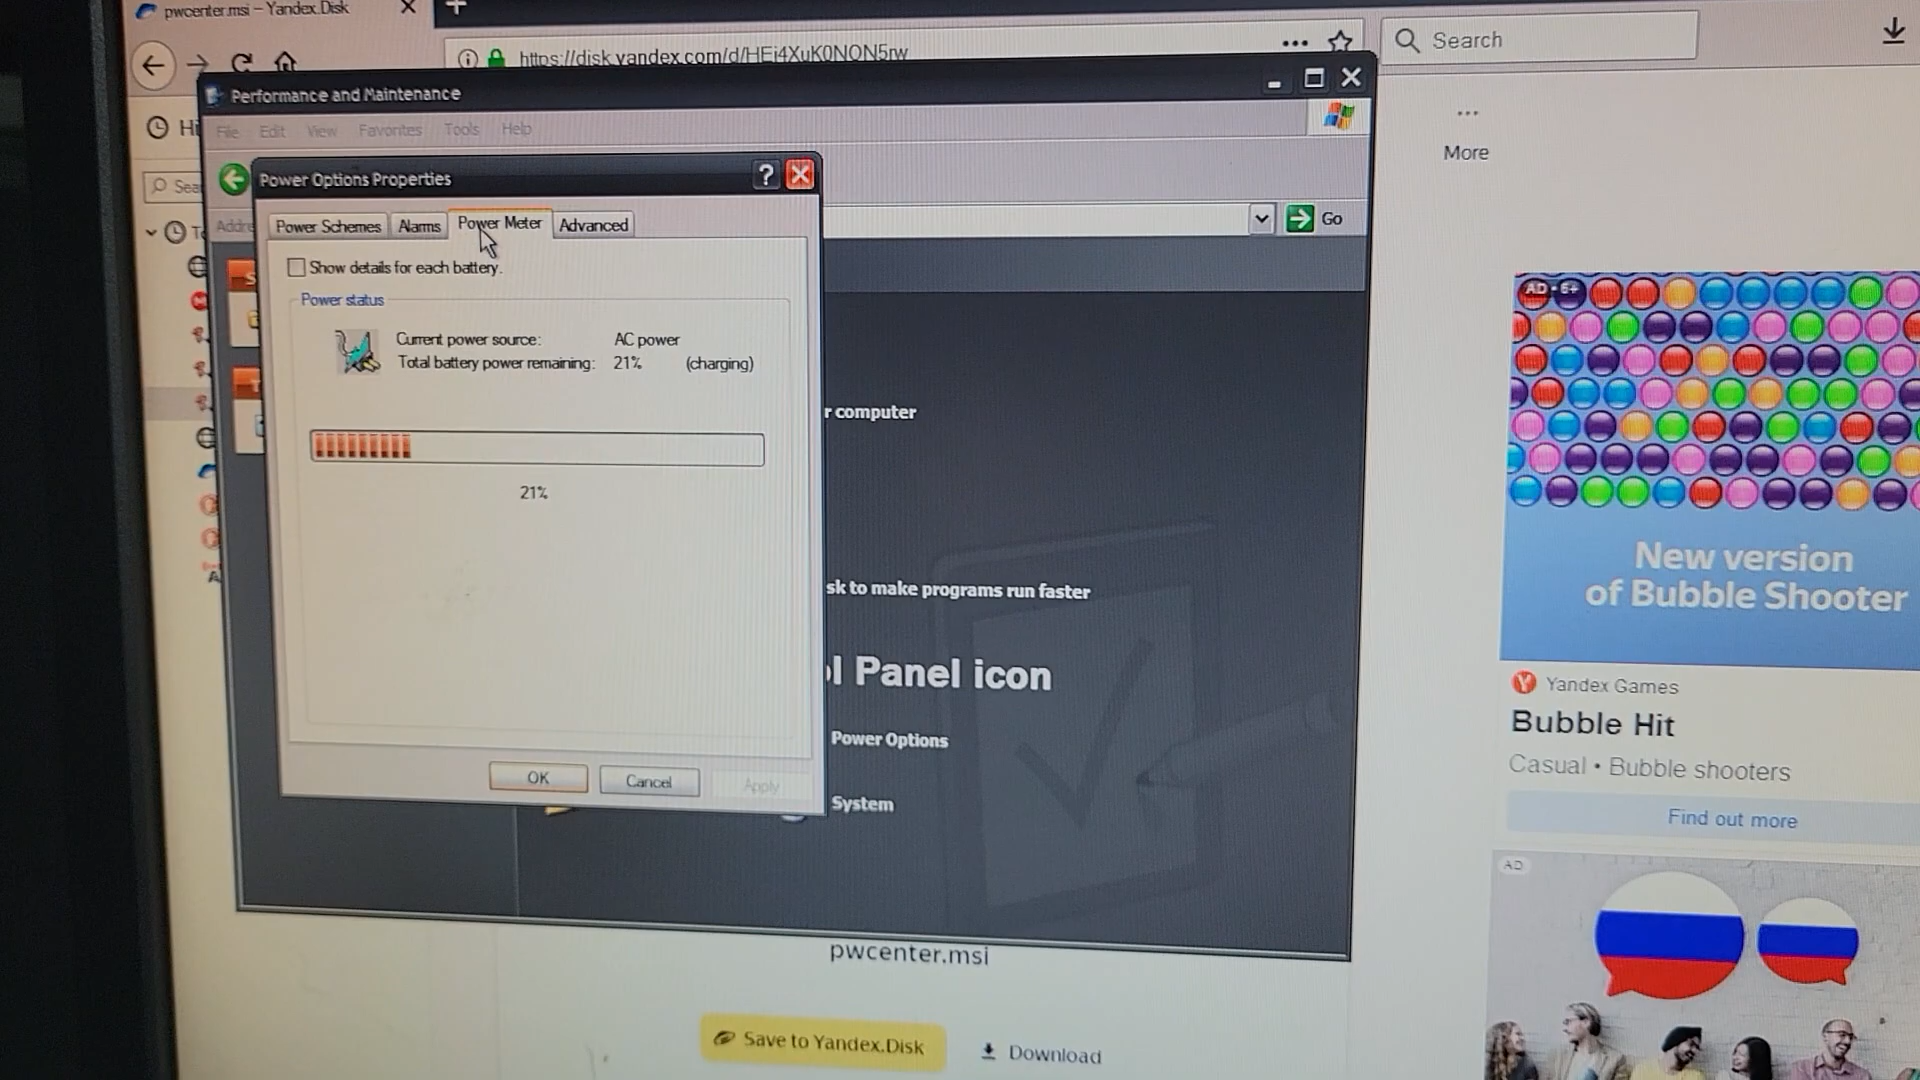 pwcenter.msi – Yandex.Disk
https://disk.yandex.com/d/HEi4XuK0NON5rw
Search
Performance and Maintenance
File Edit View Favorites Tools Help
More
Power Options Properties
Go
Power Schemes Alarms Power Meter Advanced
Show details for each battery.
Power status
Current power source: AC power
Total battery power remaining: 21% (charging)
21%
r computer
sk to make programs run faster
l Panel icon
Power Options
System
OK Cancel Apply
pwcenter.msi
Save to Yandex.Disk
Download
AD • 6+
New version
of Bubble Shooter
Yandex Games
Bubble Hit
Casual • Bubble shooters
Find out more
AD